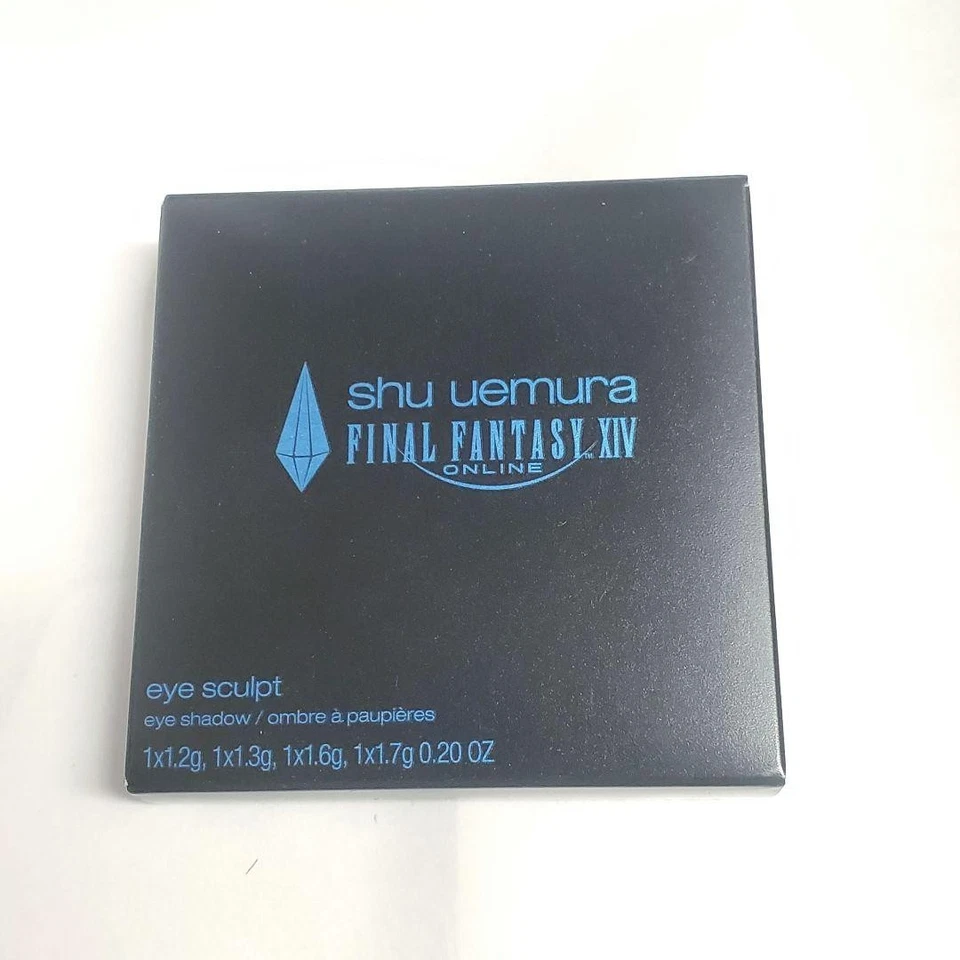 shu uemura
FINAL FANTASY™ XIV
ONLINE
eye sculpt
eye shadow / ombre à paupières
1x1.2g, 1x1.3g, 1x1.6g, 1x1.7g 0.20 OZ